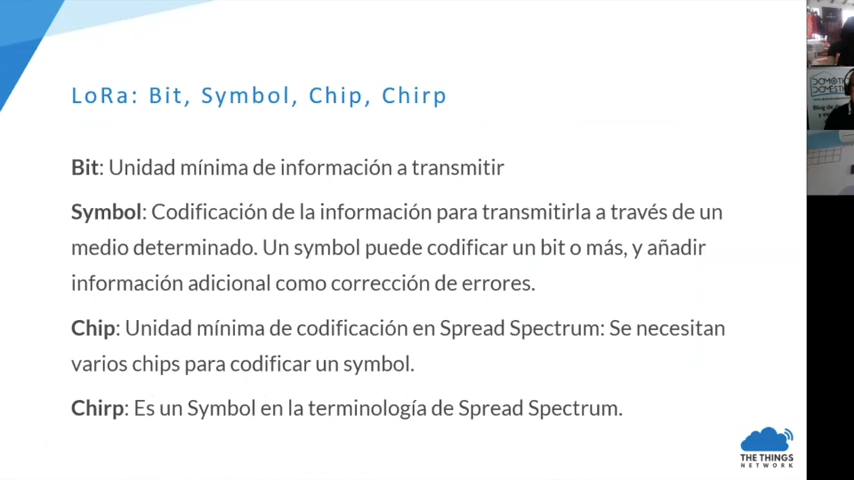 LoRa: Bit, Symbol, Chip, Chirp
Bit: Unidad mínima de información a transmitir
Symbol: Codificación de la información para transmitirla a través de un
medio determinado. Un symbol puede codificar un bit o más, y añadir
información adicional como corrección de errores.
Chip: Unidad mínima de codificación en Spread Spectrum: Se necesitan
varios chips para codificar un symbol.
Chirp: Es un Symbol en la terminología de Spread Spectrum.
THE THINGS
NETWORK
Blog de